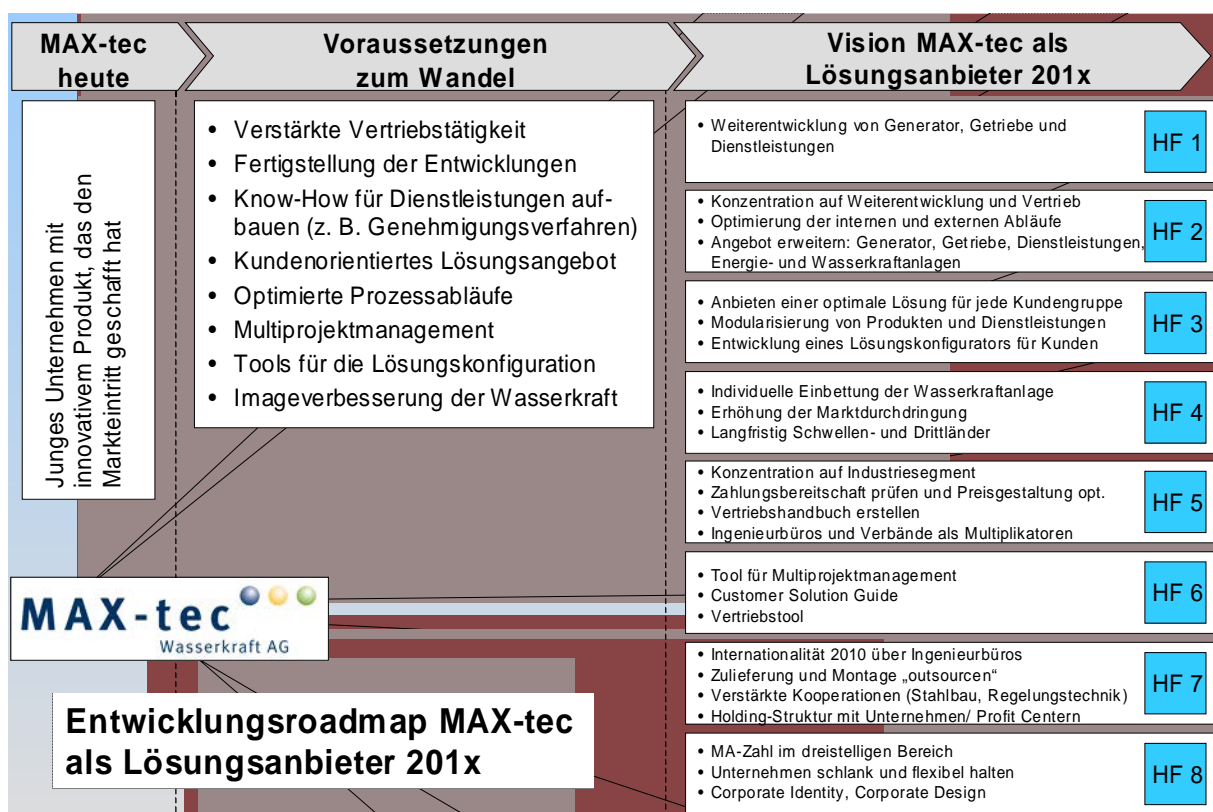 MAX-tec
heute
Voraussetzungen
zum Wandel
Vision MAX-tec als
Lösungsanbieter 201x
Junges Unternehmen mit
innovativem Produkt, das den
Markteintritt geschafft hat
• Verstärkte Vertriebstätigkeit
• Fertigstellung der Entwicklungen
• Know-How für Dienstleistungen auf-
bauen (z. B. Genehmigungsverfahren)
• Kundenorientiertes Lösungsangebot
• Optimierte Prozessabläufe
• Multiprojektmanagement
• Tools für die Lösungskonfiguration
• Imageverbesserung der Wasserkraft
• Weiterentwicklung von Generator, Getriebe und
Dienstleistungen
HF 1
• Konzentration auf Weiterentwicklung und Vertrieb
• Optimierung der internen und externen Abläufe
• Angebot erweitern: Generator, Getriebe, Dienstleistungen,
Energie- und Wasserkraftanlagen
HF 2
• Anbieten einer optimale Lösung für jede Kundengruppe
• Modularisierung von Produkten und Dienstleistungen
• Entwicklung eines Lösungskonfigurators für Kunden
HF 3
• Individuelle Einbettung der Wasserkraftanlage
• Erhöhung der Marktdurchdringung
• Langfristig Schwellen- und Drittländer
HF 4
• Konzentration auf Industriesegment
• Zahlungsbereitschaft prüfen und Preisgestaltung opt.
• Vertriebshandbuch erstellen
• Ingenieurbüros und Verbände als Multiplikatoren
HF 5
• Tool für Multiprojektmanagement
• Customer Solution Guide
• Vertriebstool
HF 6
• Internationalität 2010 über Ingenieurbüros
• Zulieferung und Montage „outsourcen“
• Verstärkte Kooperationen (Stahlbau, Regelungstechnik)
• Holding-Struktur mit Unternehmen/ Profit Centern
HF 7
• MA-Zahl im dreistelligen Bereich
• Unternehmen schlank und flexibel halten
• Corporate Identity, Corporate Design
HF 8
MAX-tec
Wasserkraft AG
Entwicklungsroadmap MAX-tec
als Lösungsanbieter 201x